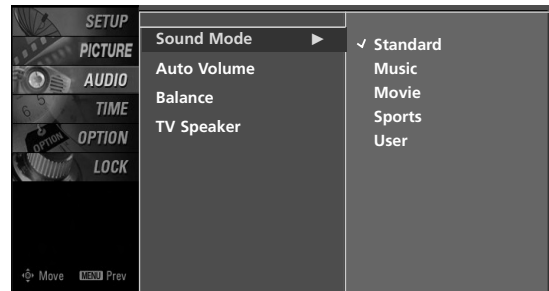 SETUP
PICTURE
AUDIO
TIME
OPTION
LOCK
Move MENU Prev
Sound Mode
Auto Volume
Balance
TV Speaker
✓ Standard
Music
Movie
Sports
User